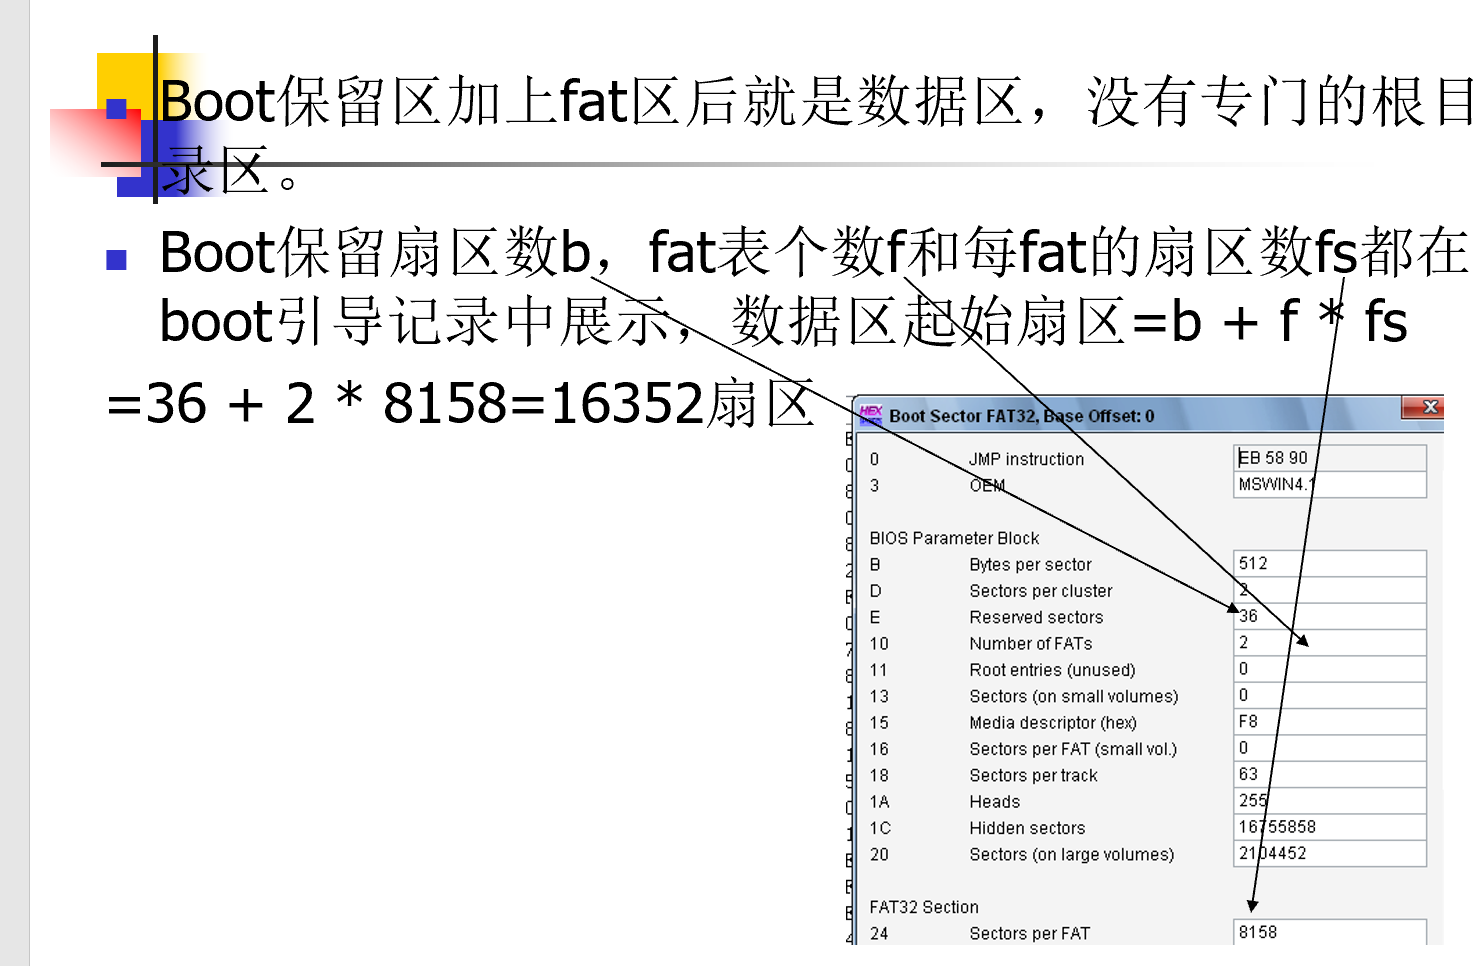 Boot保留区加上fat区后就是数据区，没有专门的根目
录区。
Boot保留扇区数b，fat表个数f和每fat的扇区数fs都在
boot引导记录中展示，数据区起始扇区=b + f * fs
=36 + 2 * 8158=16352扇区
HEX Boot Sector FAT32, Base Offset: 0
0 JMP instruction EB 58 90
3 OEM MSWIN4.1
BIOS Parameter Block
B Bytes per sector 512
D Sectors per cluster 2
E Reserved sectors 36
10 Number of FATs 2
11 Root entries (unused) 0
13 Sectors (on small volumes) 0
15 Media descriptor (hex) F8
16 Sectors per FAT (small vol.) 0
18 Sectors per track 63
1A Heads 255
1C Hidden sectors 16755858
20 Sectors (on large volumes) 2104452
FAT32 Section
24 Sectors per FAT 8158